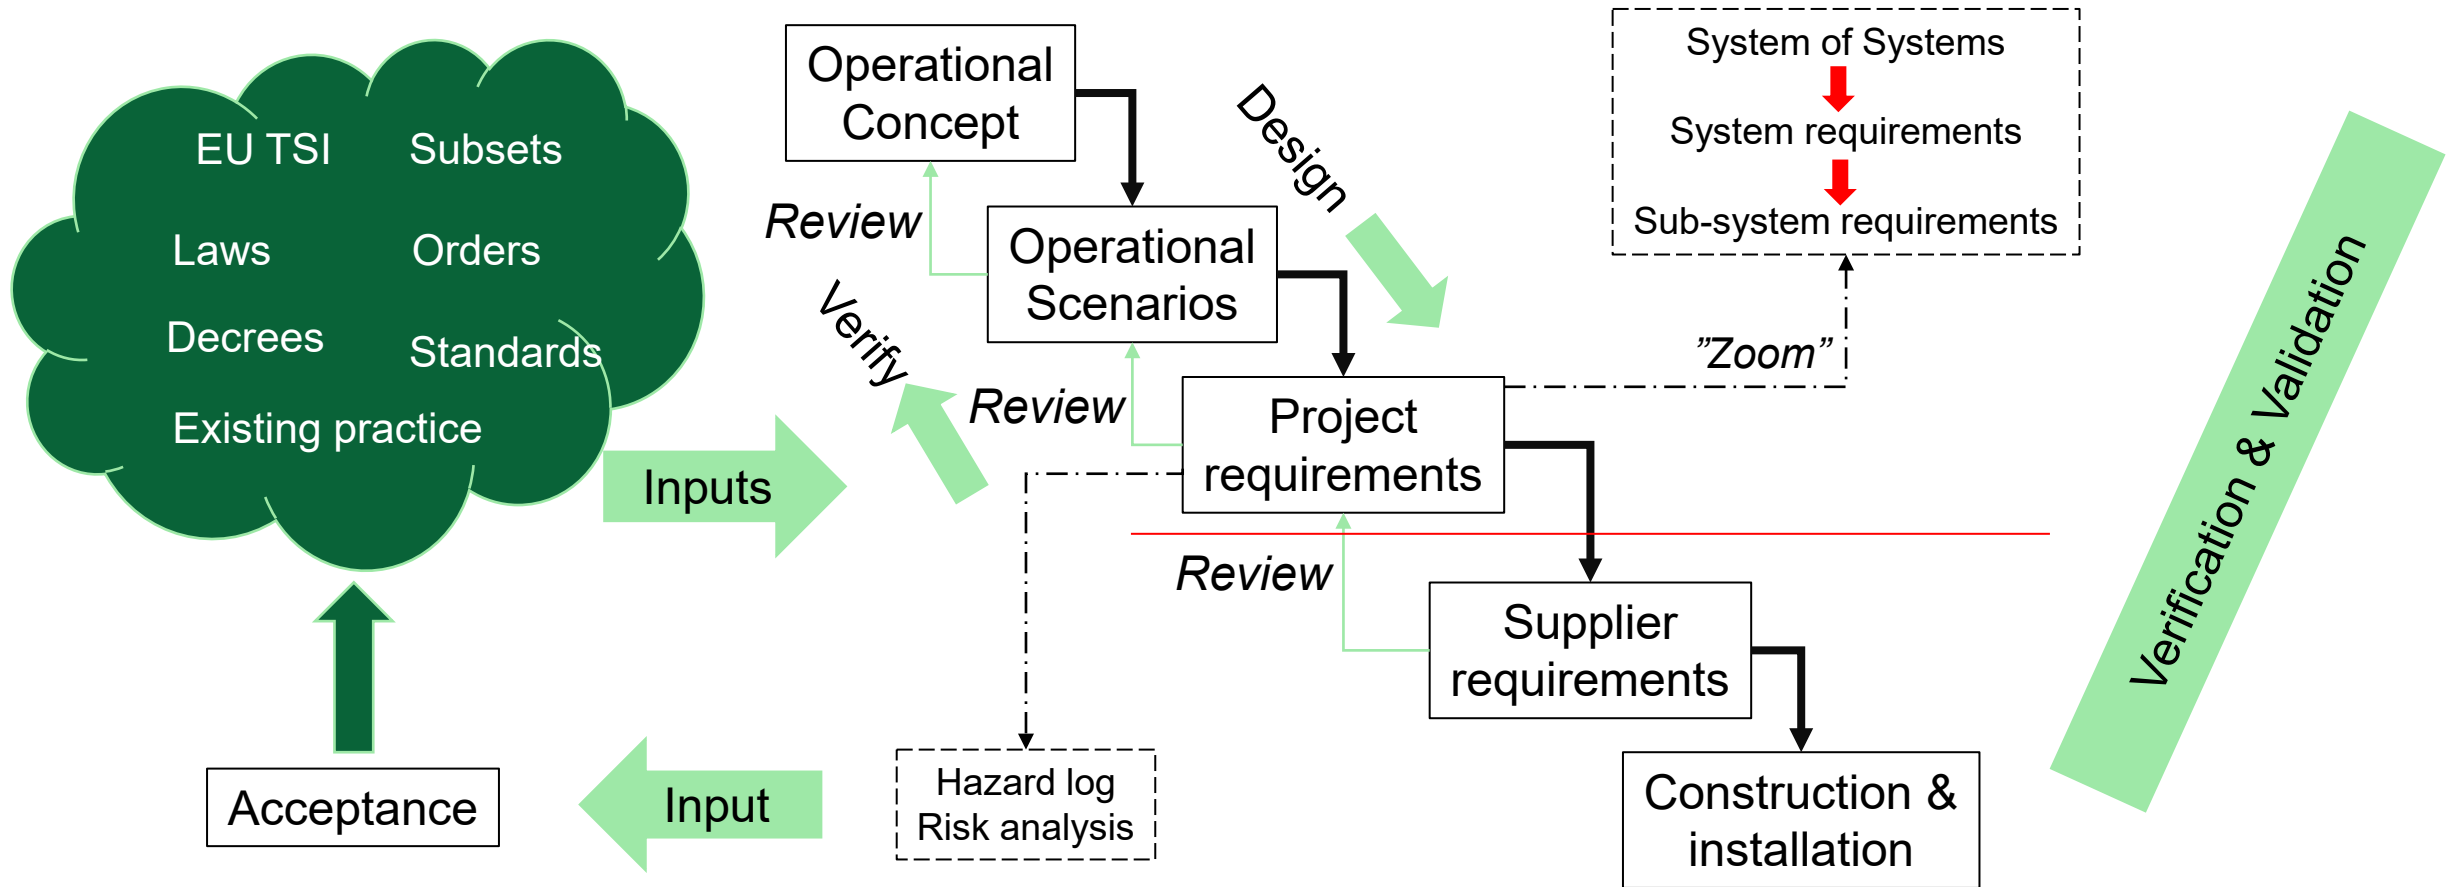 EU TSI
Subsets
Laws
Orders
Decrees
Standards
Existing practice
Inputs
Acceptance
Input
Operational
Concept
Review
Operational
Scenarios
Verify
Review
Design
Project
requirements
Review
Supplier
requirements
Construction &
installation
Hazard log
Risk analysis
System of Systems
System requirements
Sub-system requirements
”Zoom”
Verification & Validation